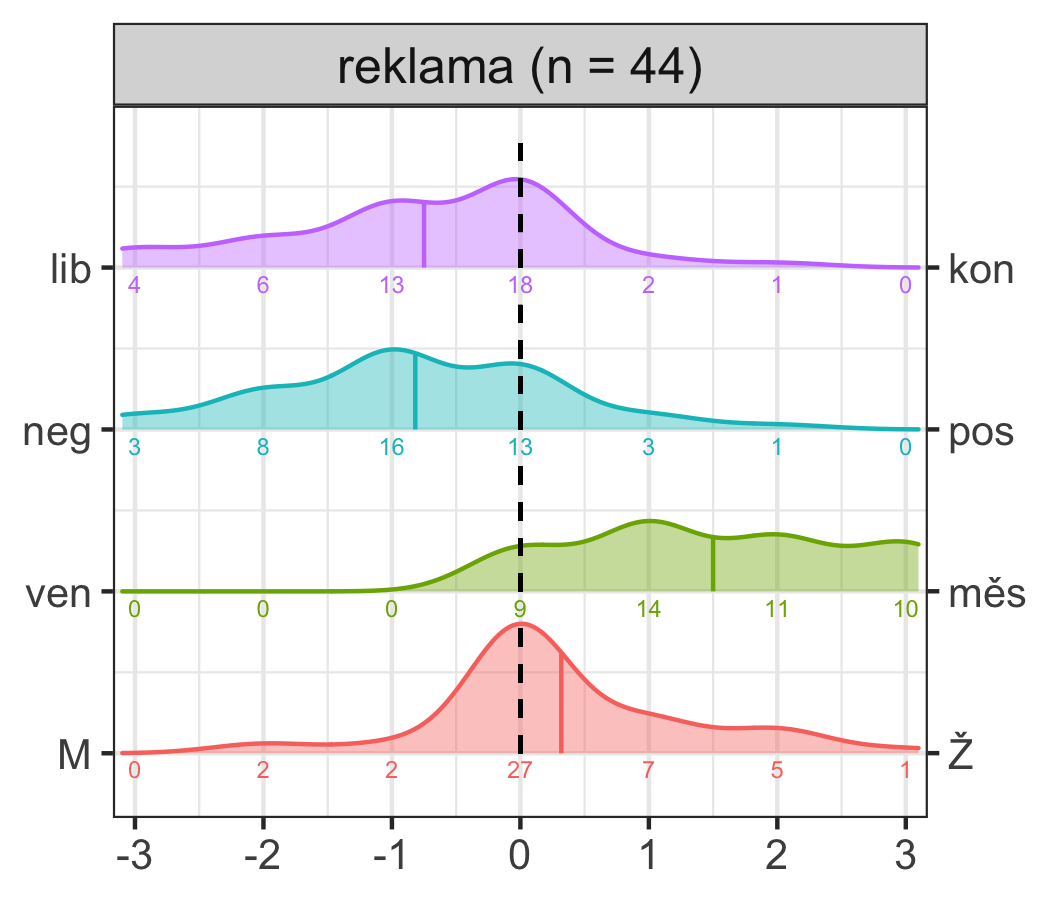 reklama (n = 44)
lib kon
4 6 13 18 2 1 0
neg pos
3 8 16 13 3 1 0
ven měs
0 0 0 9 14 11 10
M Ž
0 2 2 27 7 5 1
-3 -2 -1 0 1 2 3